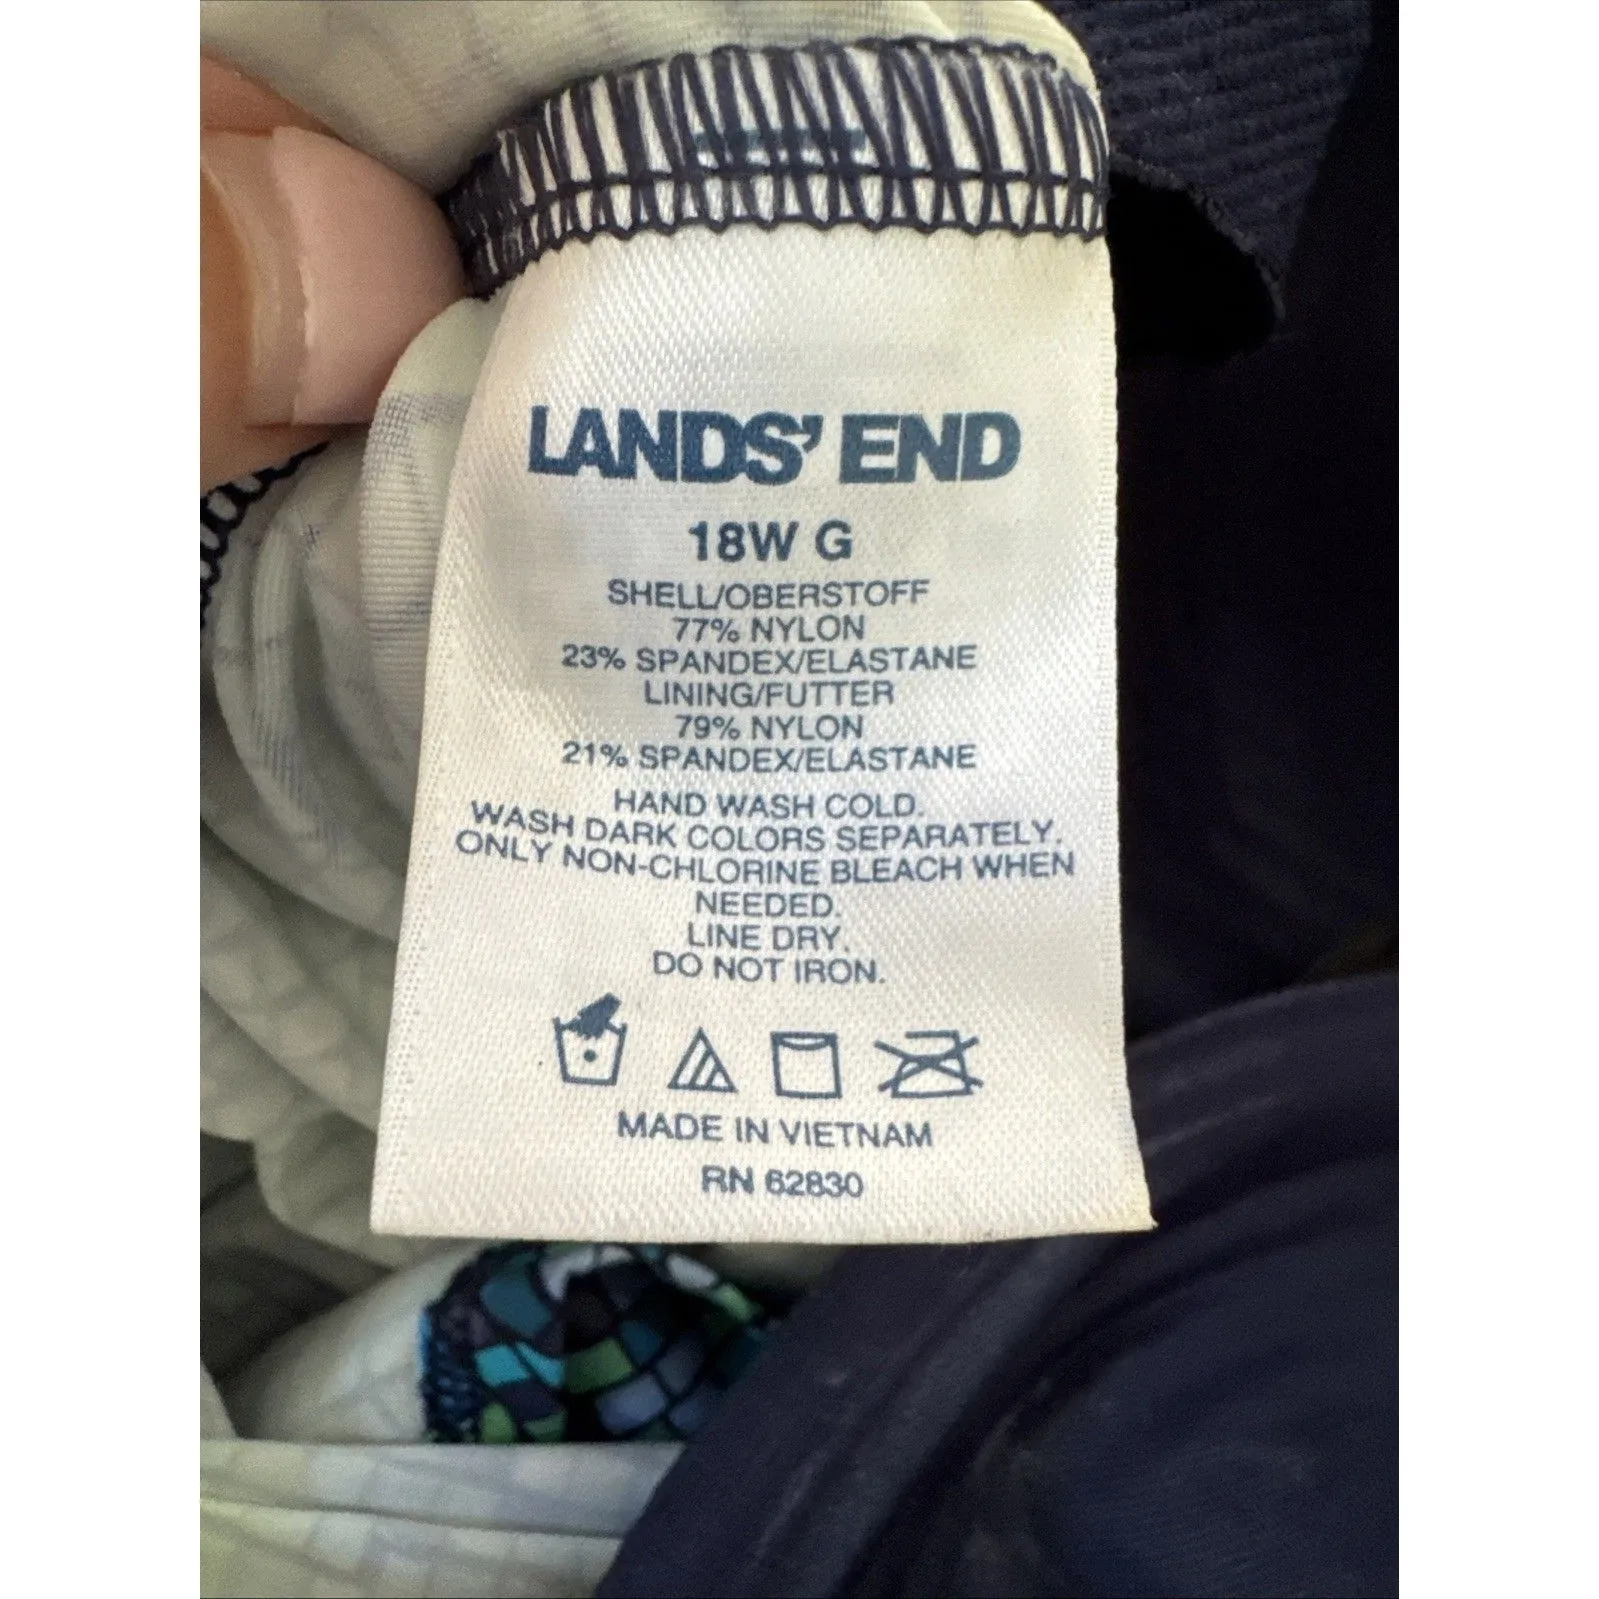 LANDS' END
18W G
SHELL/OBERSTOFF
77% NYLON
23% SPANDEX/ELASTANE
LINING/FUTTER
79% NYLON
21% SPANDEX/ELASTANE
HAND WASH COLD.
WASH DARK COLORS SEPARATELY.
ONLY NON-CHLORINE BLEACH WHEN
NEEDED.
LINE DRY.
DO NOT IRON.
MADE IN VIETNAM
RN 62830